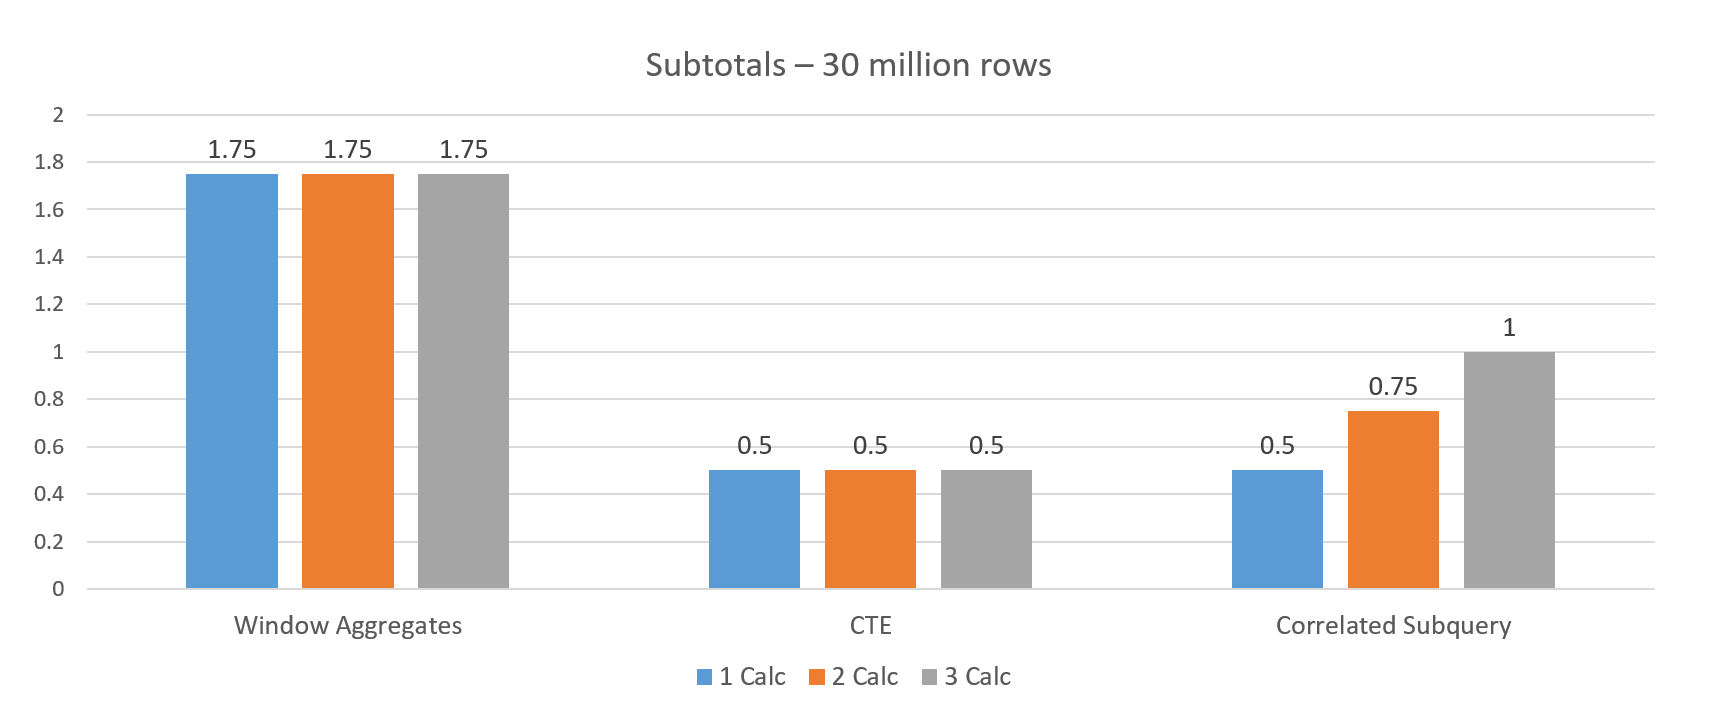 Subtotals – 30 million rows
2
1.8
1.6
1.4
1.2
1
0.8
0.6
0.4
0.2
0
1.75 1.75 1.75
0.5 0.5 0.5
0.5 0.75 1
Window Aggregates CTE Correlated Subquery
1 Calc 2 Calc 3 Calc